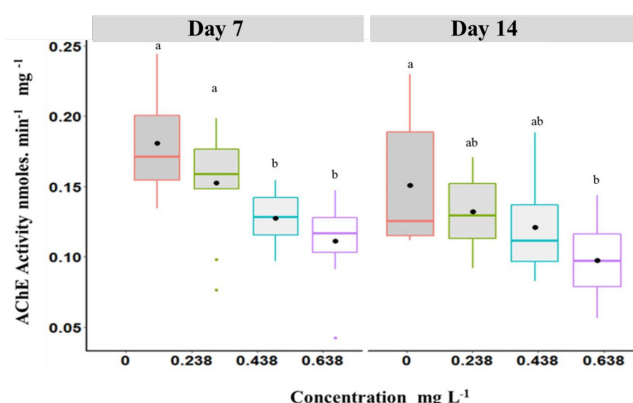 Day 7 Day 14
0.25
0.20
0.15
0.10
0.05
AChE Activity nmoles. min⁻¹ mg ⁻¹
a a b b
a ab ab b
0 0.238 0.438 0.638 0 0.238 0.438 0.638
Concentration mg L⁻¹